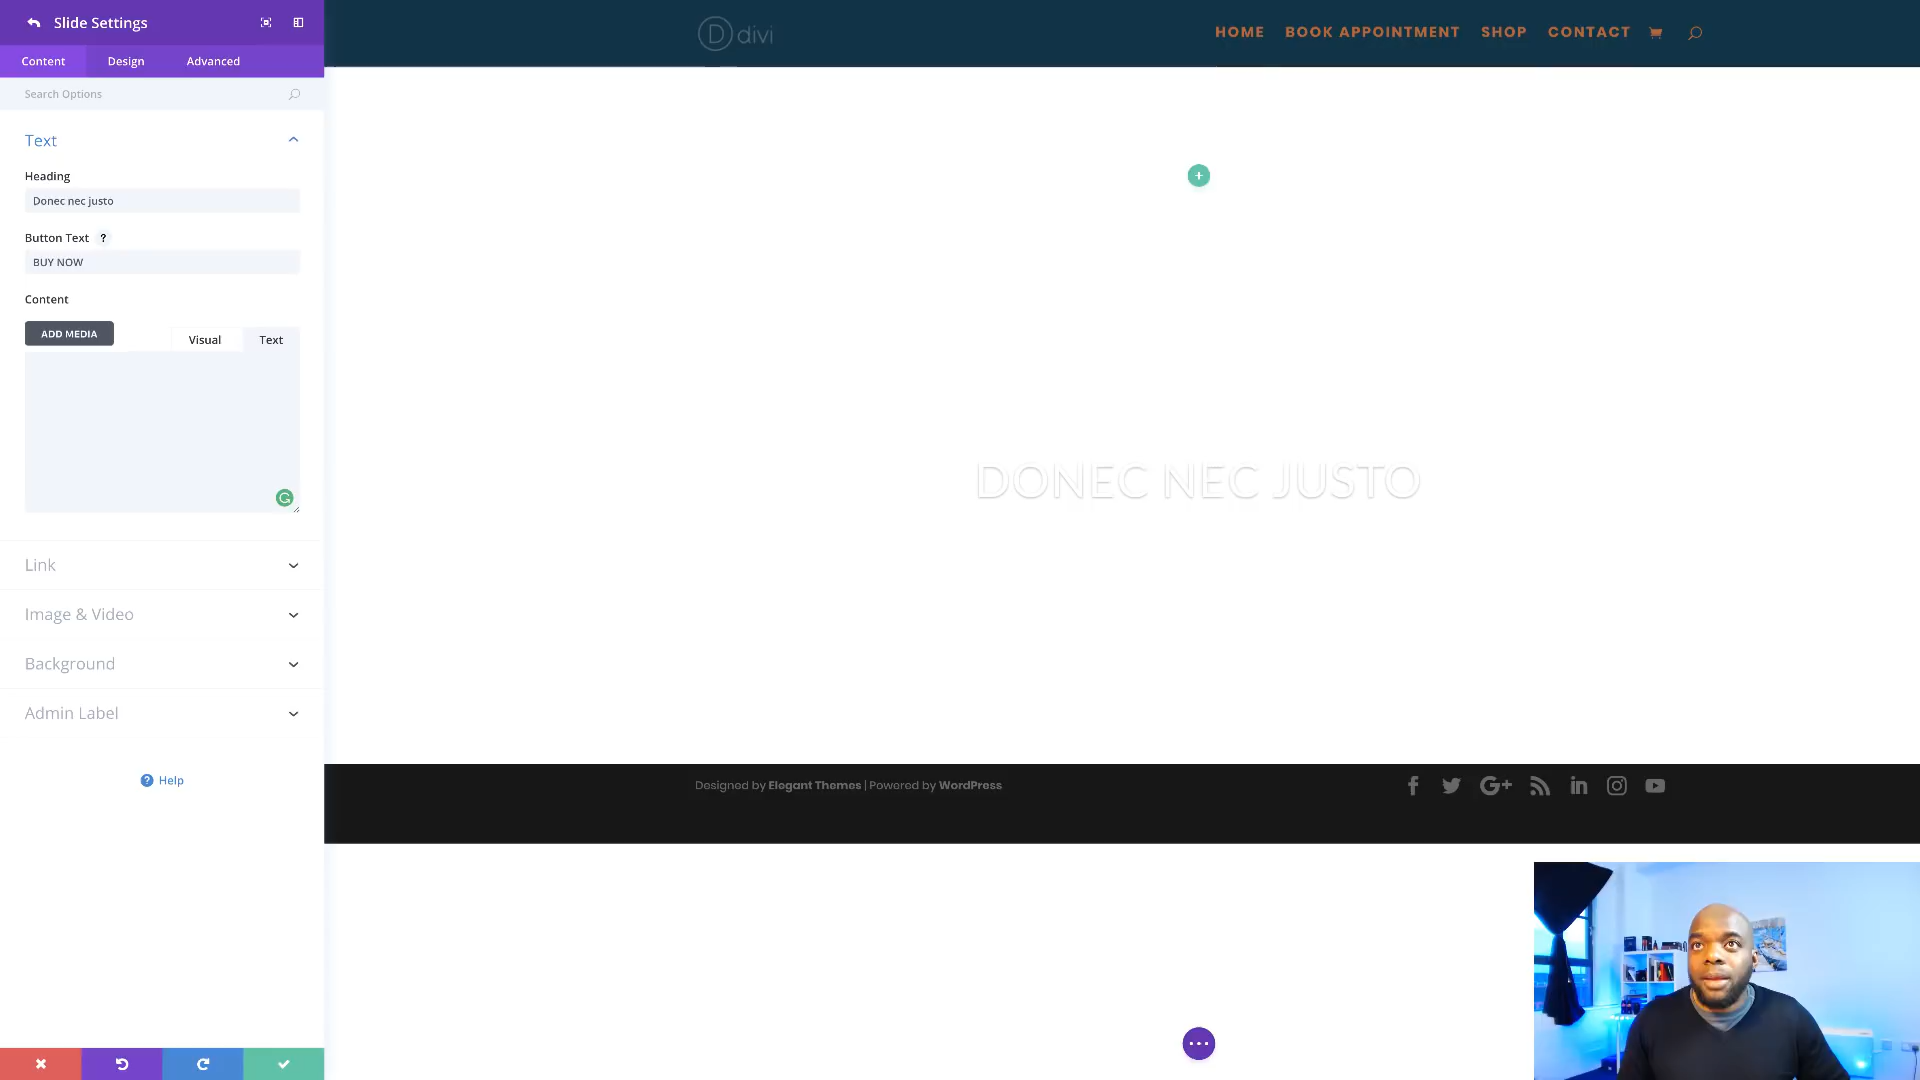 Slide Settings
Content Design Advanced
Search Options
Text
Heading
Donec nec justo
Button Text ?
BUY NOW
Content
ADD MEDIA
Visual Text
Link
Image & Video
Background
Admin Label
? Help
D divi
HOME BOOK APPOINTMENT SHOP CONTACT
DONEC NEC JUSTO
Designed by Elegant Themes | Powered by WordPress